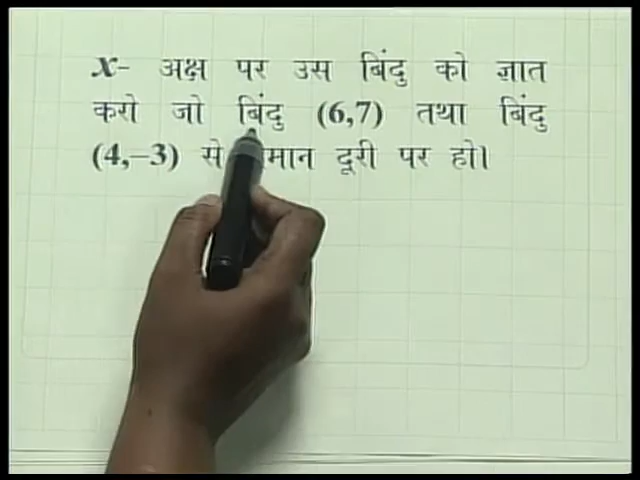 x- अक्ष पर उस बिंदु को ज्ञात
करो जो बिंदु (6,7) तथा बिंदु
(4,–3) से मान दूरी पर हो।